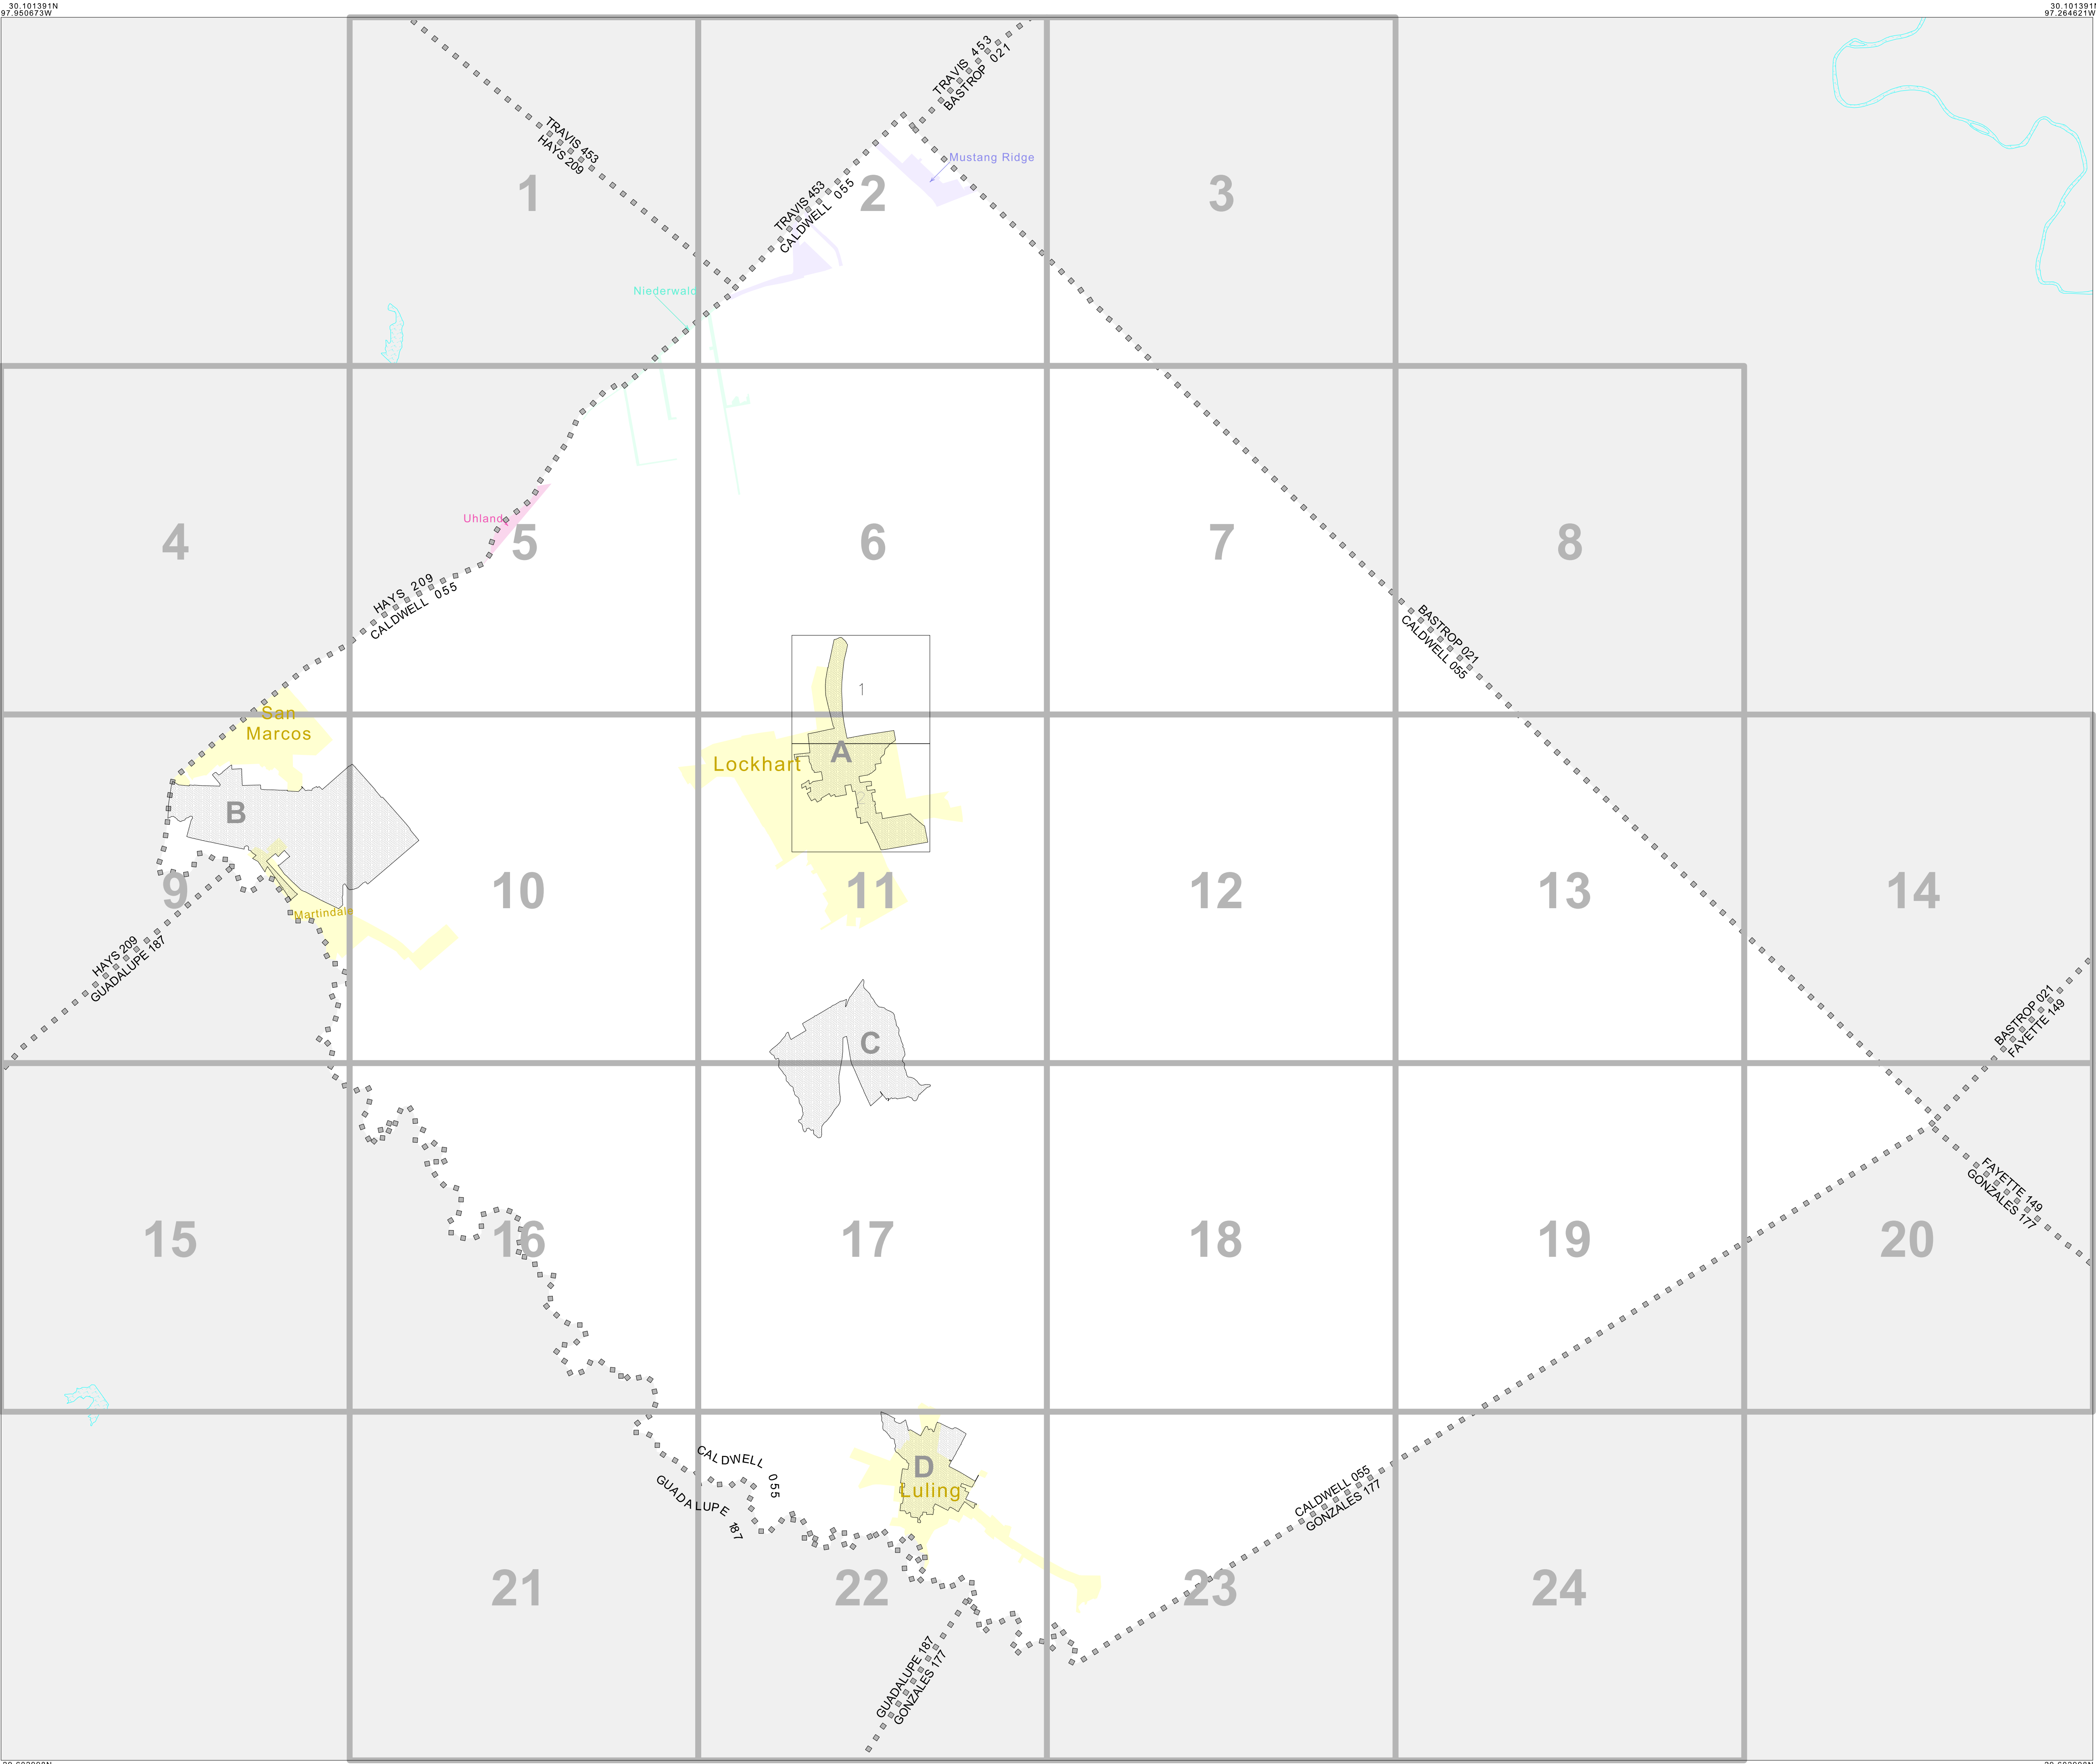 30.101391N
97.950673W
30.101391N
97.264621W
TRAVIS 453
BASTROP 021
TRAVIS 453
HAYS 209
Mustang Ridge
1
2
3
TRAVIS 453
CALDWELL 055
Niederwald
Uhland
4
5
6
7
8
HAYS 209
CALDWELL 055
BASTROP 021
CALDWELL 055
1
San
Marcos
Lockhart
A
2
B
9
10
11
12
13
14
Martindale
HAYS 209
GUADALUPE 187
BASTROP 021
FAYETTE 149
C
FAYETTE 149
GONZALES 177
15
16
17
18
19
20
CALDWELL 055
GUADALUPE 187
D
Luling
CALDWELL 055
GONZALES 177
21
22
23
24
GUADALUPE 187
GONZALES 177